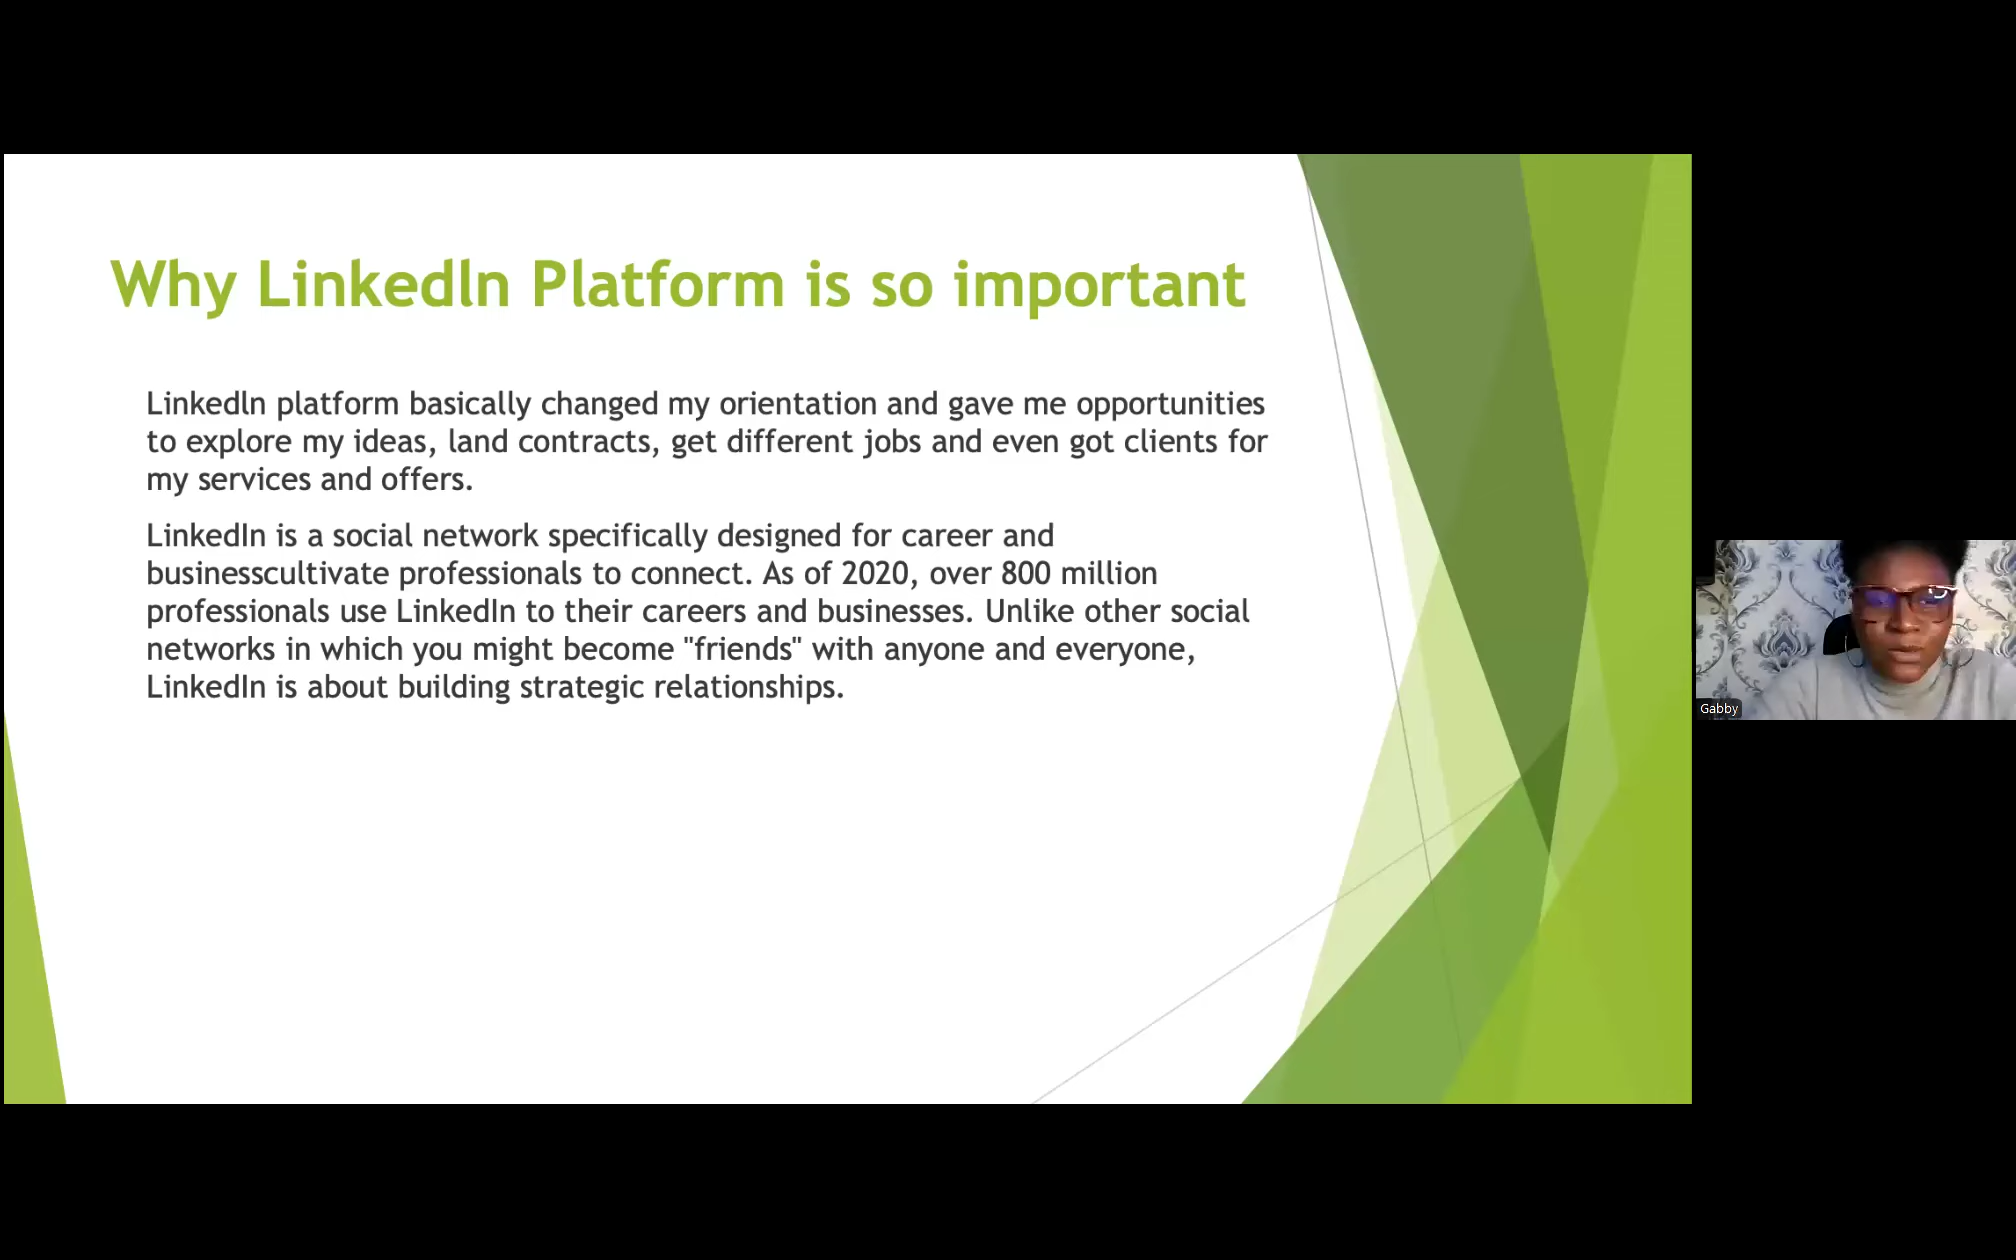 Why LinkedIn Platform is so important
LinkedIn platform basically changed my orientation and gave me opportunities
to explore my ideas, land contracts, get different jobs and even got clients for
my services and offers.
LinkedIn is a social network specifically designed for career and
businesscultivate professionals to connect. As of 2020, over 800 million
professionals use LinkedIn to their careers and businesses. Unlike other social
networks in which you might become "friends" with anyone and everyone,
LinkedIn is about building strategic relationships.
Gabby